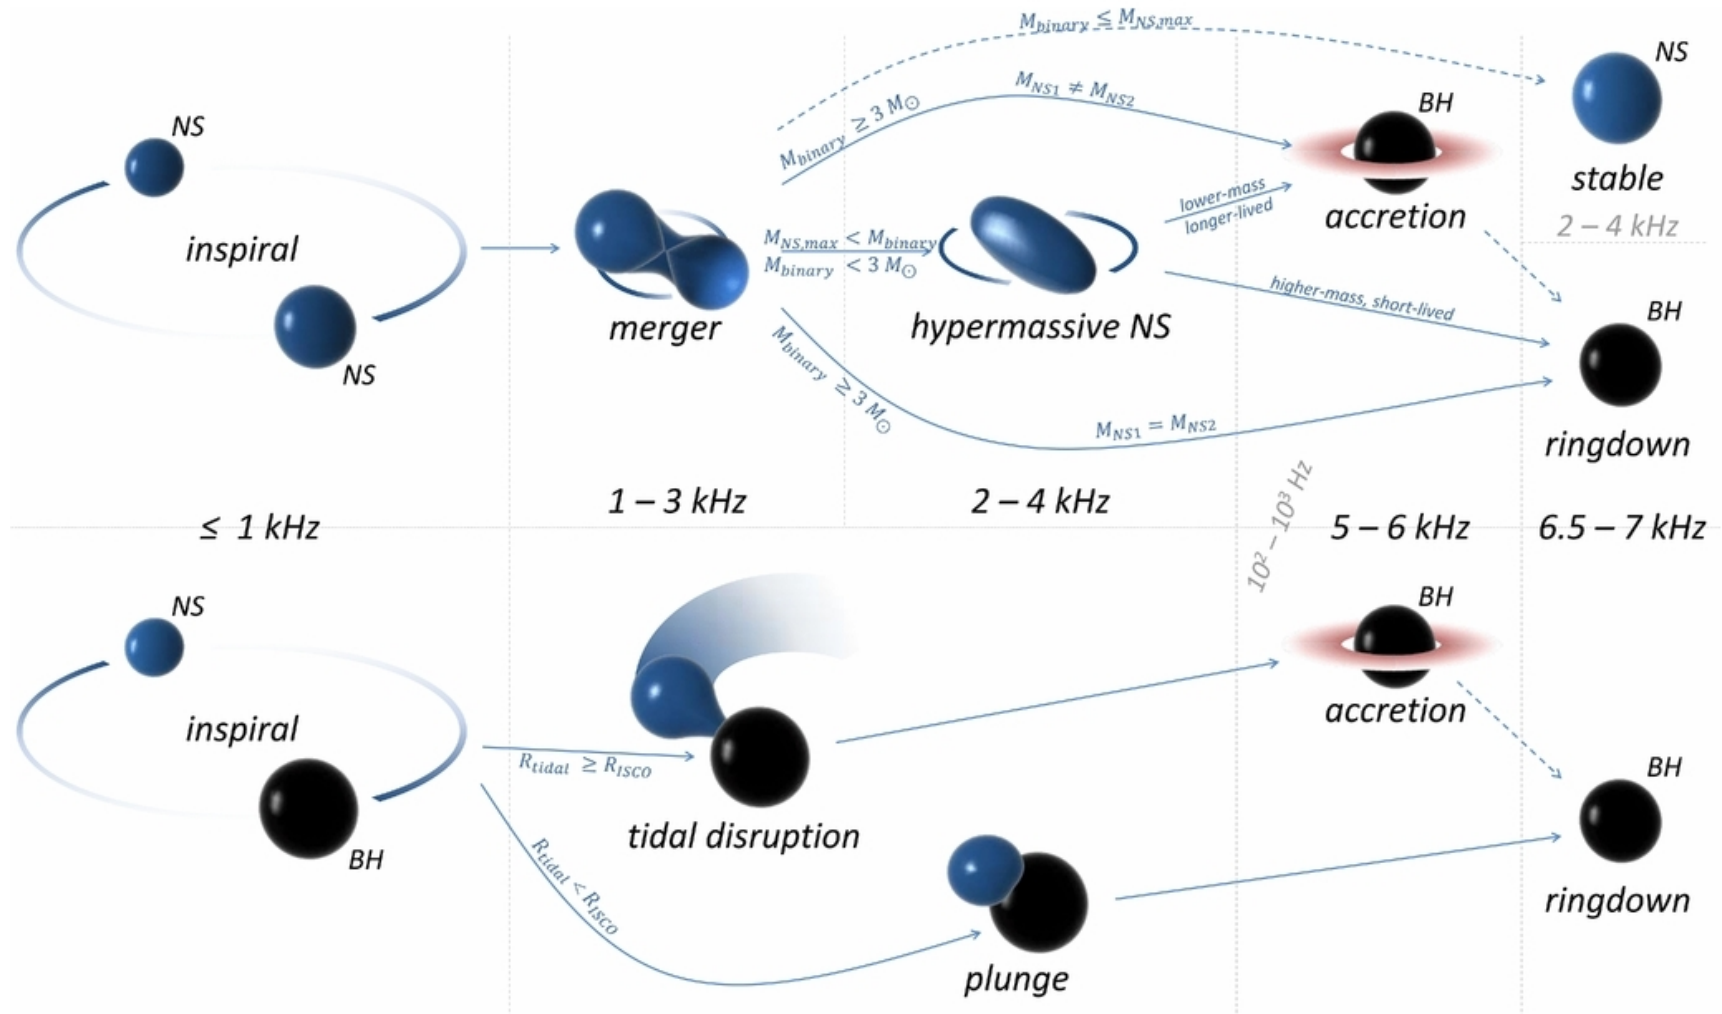 M_binary ≤ M_NS,max
NS
M_NS1 ≠ M_NS2
M_binary ≥ 3 M_⊙
BH
NS
stable
lower-mass
longer-lived
accretion
2 – 4 kHz
inspiral
M_NS,max < M_binary
M_binary < 3 M_⊙
higher-mass, short-lived
BH
merger
hypermassive NS
NS
M_binary ≥ 3 M_⊙
M_NS1 = M_NS2
ringdown
≤ 1 kHz
1 – 3 kHz
2 – 4 kHz
10² – 10³ Hz
5 – 6 kHz
6.5 – 7 kHz
NS
BH
inspiral
accretion
R_tidal ≥ R_ISCO
BH
tidal disruption
BH
R_tidal < R_ISCO
ringdown
plunge